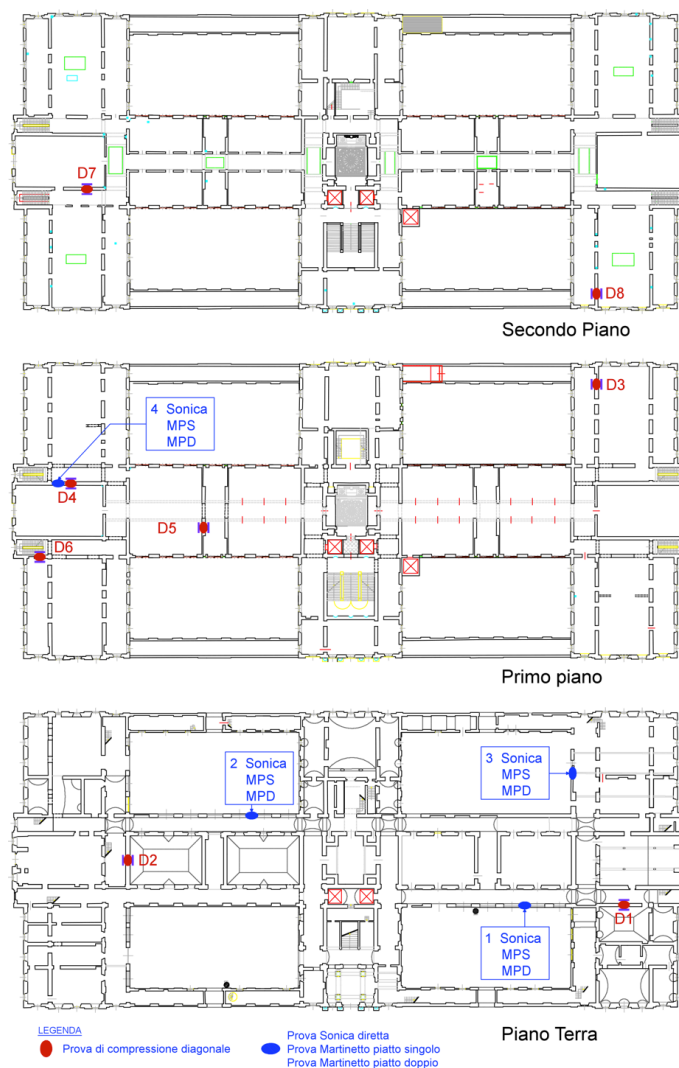 D7
D8
Secondo Piano
4 Sonica
MPS
MPD
D3
D4
D5
D6
Primo piano
2 Sonica
MPS
MPD
3 Sonica
MPS
MPD
D2
D1
1 Sonica
MPS
MPD
Piano Terra
LEGENDA
Prova di compressione diagonale
Prova Sonica diretta
Prova Martinetto piatto singolo
Prova Martinetto piatto doppio